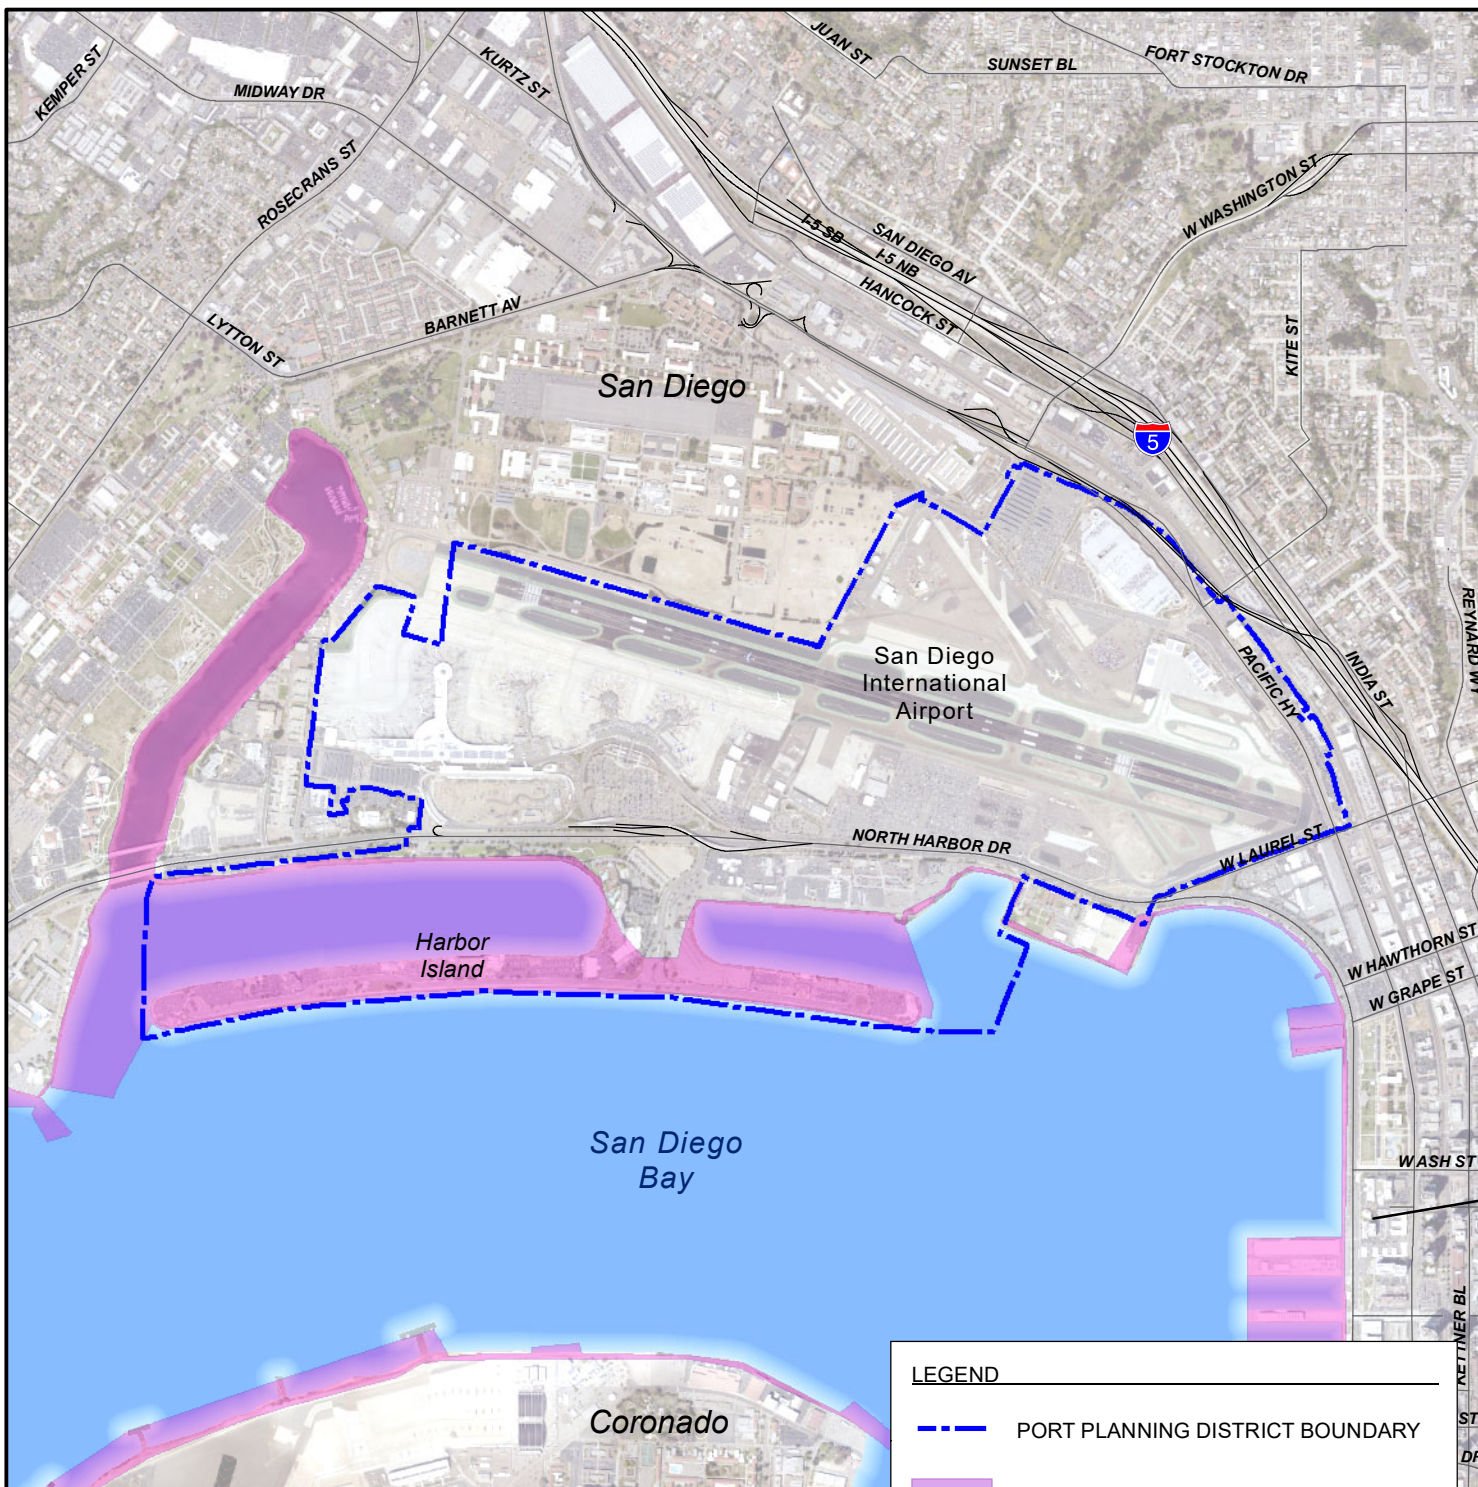 JUAN ST
SUNSET BL
FORT STOCKTON DR
KEMPER ST
KURTZ ST
MIDWAY DR
ROSECRANS ST
W WASHINGTON ST
I-5 SB
SAN DIEGO AV
I-5 NB
HANCOCK ST
LYTTON ST
BARNETT AV
KITE ST
San Diego
5
REYNARD WY
San Diego
International
Airport
PACIFIC HY
INDIA ST
NORTH HARBOR DR
W LAUREL ST
Harbor
Island
W HAWTHORN ST
W GRAPE ST
San Diego
Bay
W ASH ST
KETTNER BL
Coronado
LEGEND
PORT PLANNING DISTRICT BOUNDARY
ST
DR